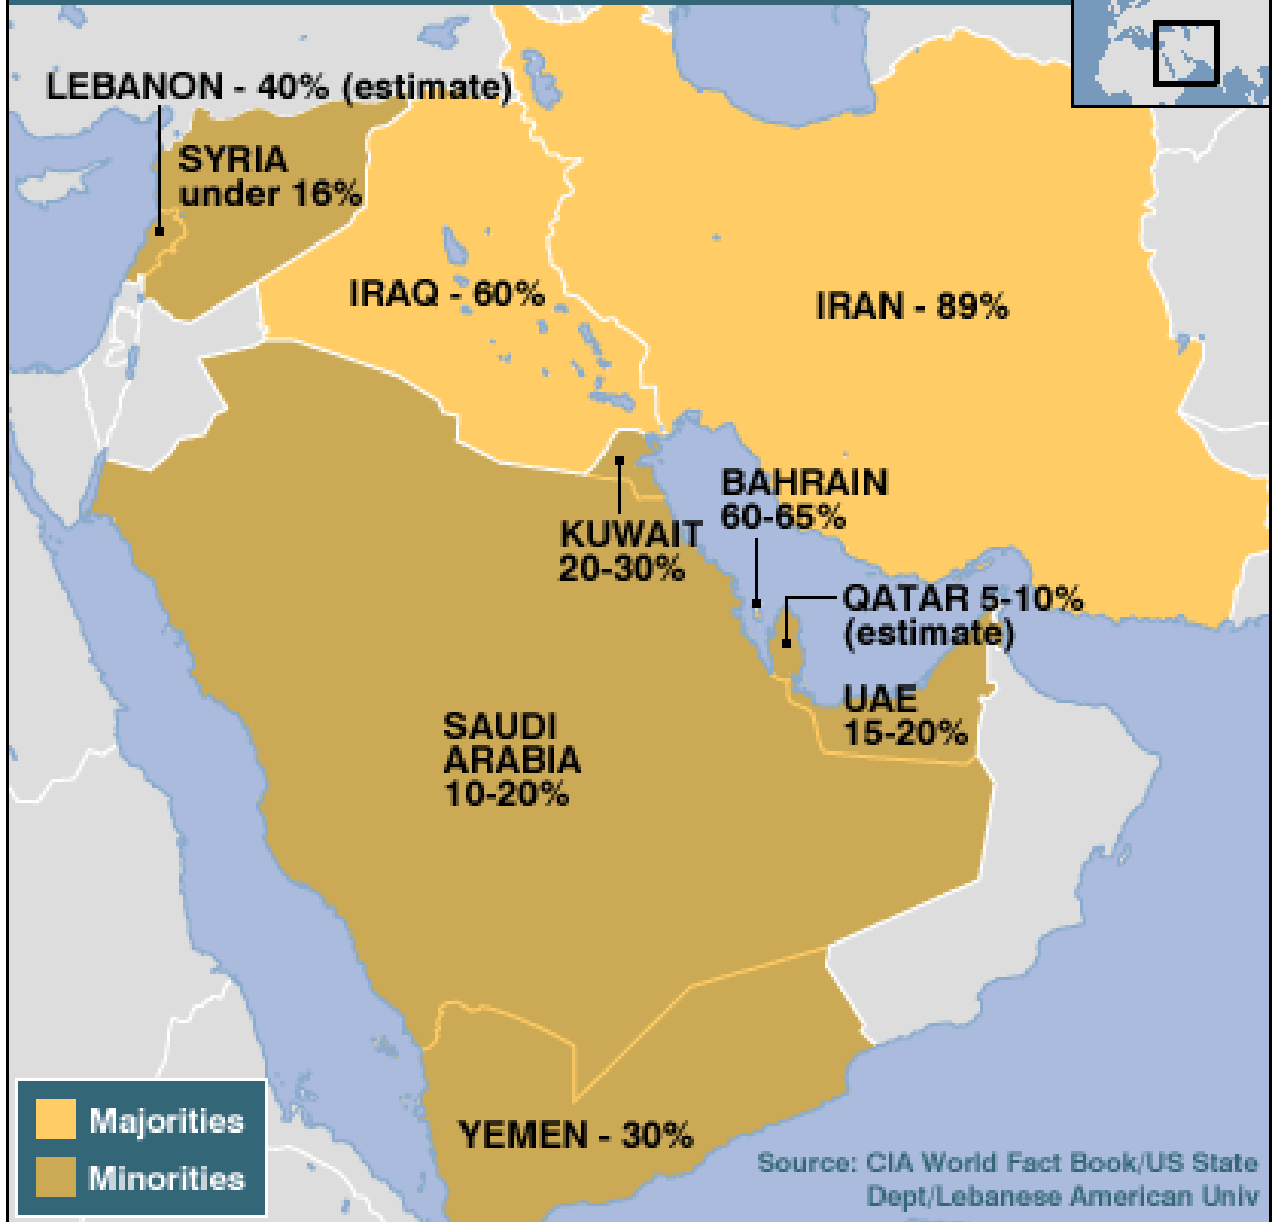 LEBANON - 40% (estimate)
SYRIA
under 16%
IRAQ - 60%
IRAN - 89%
BAHRAIN
60-65%
KUWAIT
20-30%
QATAR 5-10%
(estimate)
UAE
15-20%
SAUDI
ARABIA
10-20%
YEMEN - 30%
Majorities
Minorities
Source: CIA World Fact Book/US State
Dept/Lebanese American Univ